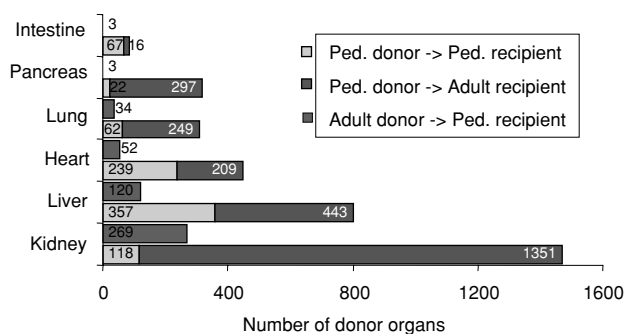 Intestine
3
67 16
Pancreas
3
22 297
Lung
34
62 249
Heart
52
239 209
Liver
120
357 443
Kidney
269
118 1351
Ped. donor -> Ped. recipient
Ped. donor -> Adult recipient
Adult donor -> Ped. recipient
0 400 800 1200 1600
Number of donor organs